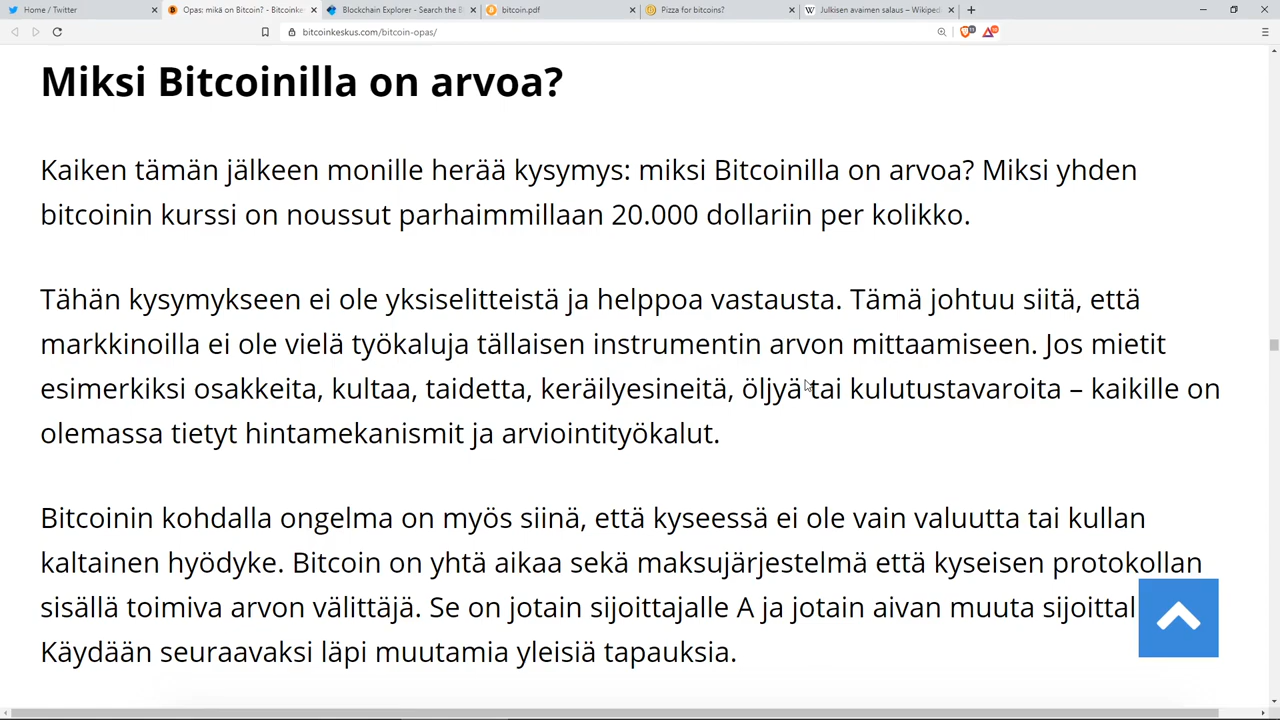 Home / Twitter
Opas: mikä on Bitcoin? - Bitcoinke
Blockchain Explorer - Search the B
bitcoin.pdf
Pizza for bitcoins?
Julkisen avaimen salaus – Wikiped
bitcoinkeskus.com/bitcoin-opas/
Miksi Bitcoinilla on arvoa?
Kaiken tämän jälkeen monille herää kysymys: miksi Bitcoinilla on arvoa? Miksi yhden
bitcoinin kurssi on noussut parhaimmillaan 20.000 dollariin per kolikko.
Tähän kysymykseen ei ole yksiselitteistä ja helppoa vastausta. Tämä johtuu siitä, että
markkinoilla ei ole vielä työkaluja tällaisen instrumentin arvon mittaamiseen. Jos mietit
esimerkiksi osakkeita, kultaa, taidetta, keräilyesineitä, öljyä tai kulutustavaroita – kaikille on
olemassa tietyt hintamekanismit ja arviointityökalut.
Bitcoinin kohdalla ongelma on myös siinä, että kyseessä ei ole vain valuutta tai kullan
kaltainen hyödyke. Bitcoin on yhtä aikaa sekä maksujärjestelmä että kyseisen protokollan
sisällä toimiva arvon välittäjä. Se on jotain sijoittajalle A ja jotain aivan muuta sijoittal
Käydään seuraavaksi läpi muutamia yleisiä tapauksia.